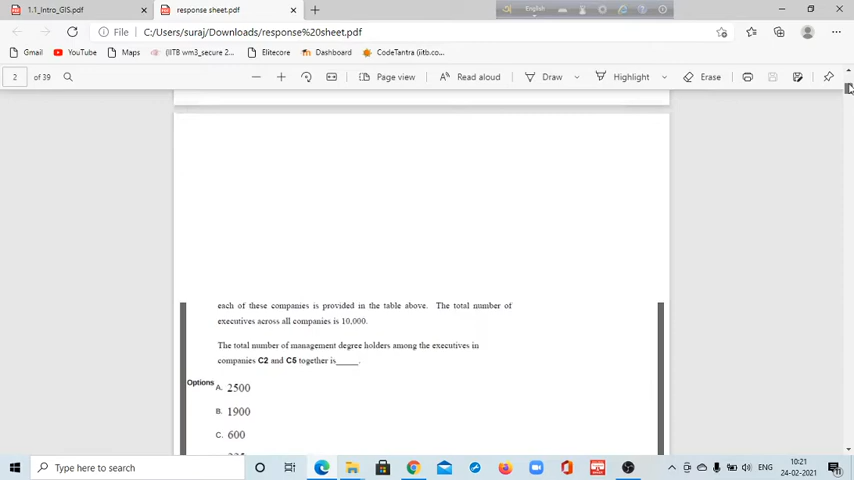 1.1_Intro_GIS.pdf
response sheet.pdf
English
File
C:/Users/suraj/Downloads/response%20sheet.pdf
Gmail
YouTube
Maps
(IITB wm3_secure 2...
Elitecore
Dashboard
CodeTantra (iitb.co...
2 of 39
Page view
Read aloud
Draw
Highlight
Erase
each of these companies is provided in the table above. The total number of
executives across all companies is 10,000.
The total number of management degree holders among the executives in
companies C2 and C5 together is_____.
Options
A. 2500
B. 1900
C. 600
Type here to search
ENG
10:21
24-02-2021